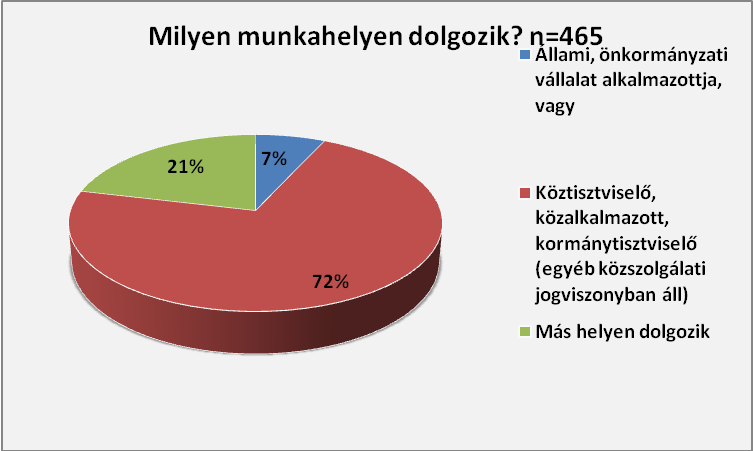 Milyen munkahelyen dolgozik? n=465
Állami, önkormányzati
vállalat alkalmazottja,
vagy
7%
21%
72%
Köztisztviselő,
közalkalmazott,
kormánytisztviselő
(egyéb közszolgálati
jogviszonyban áll)
Más helyen dolgozik